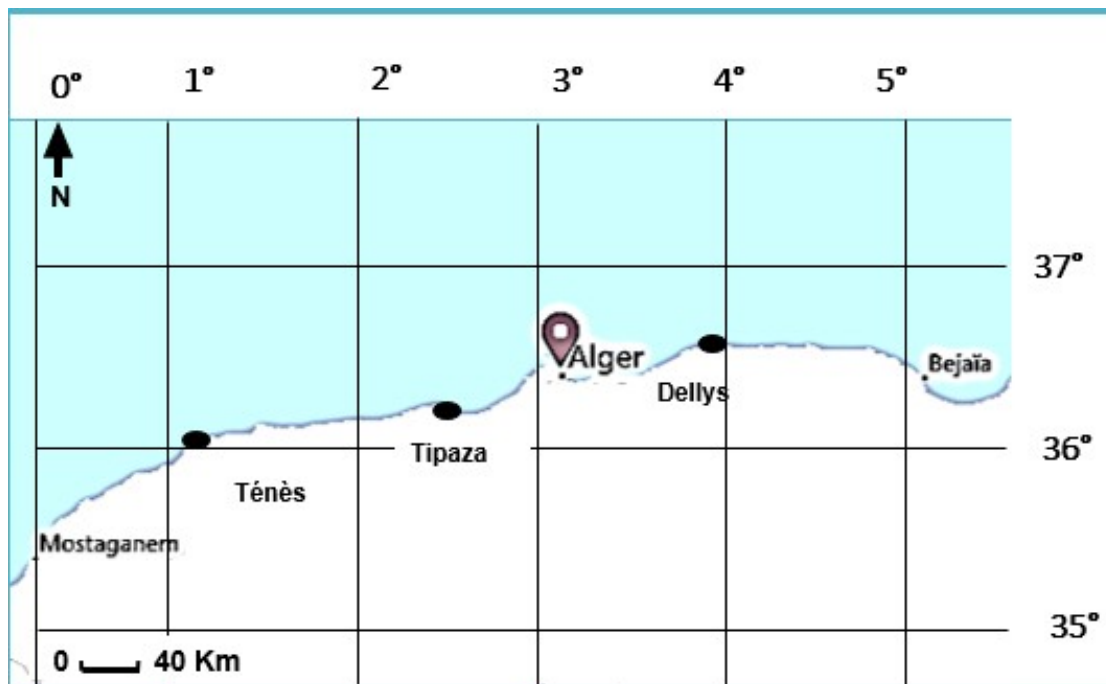 0° 1° 2° 3° 4° 5°
N
37°
Alger
Bejaïa
Dellys
36°
Tipaza
Ténès
Mostaganem
35°
0 40 Km